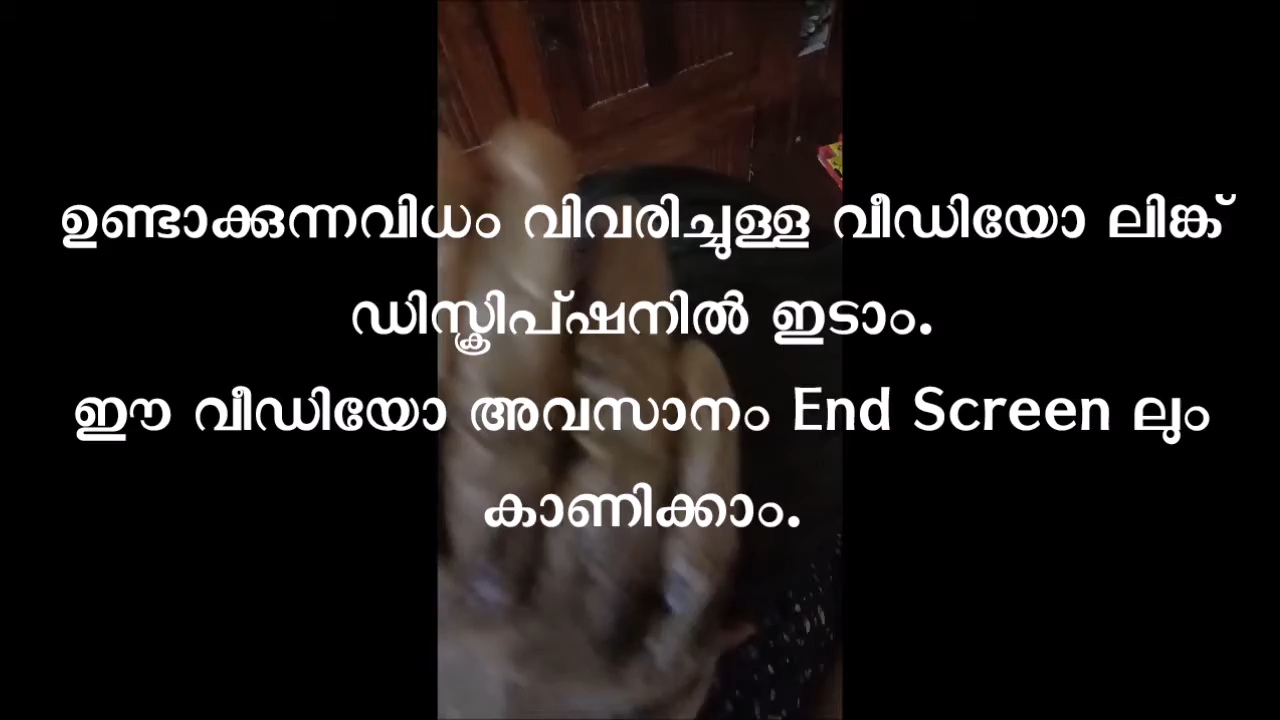 ഉണ്ടാക്കുന്നവിധം വിവരിച്ചുള്ള വീഡിയോ ലിങ്ക്
ഡിസ്ക്രിപ്ഷനിൽ ഇടാം.
ഈ വീഡിയോ അവസാനം End Screen ലും
കാണിക്കാം.